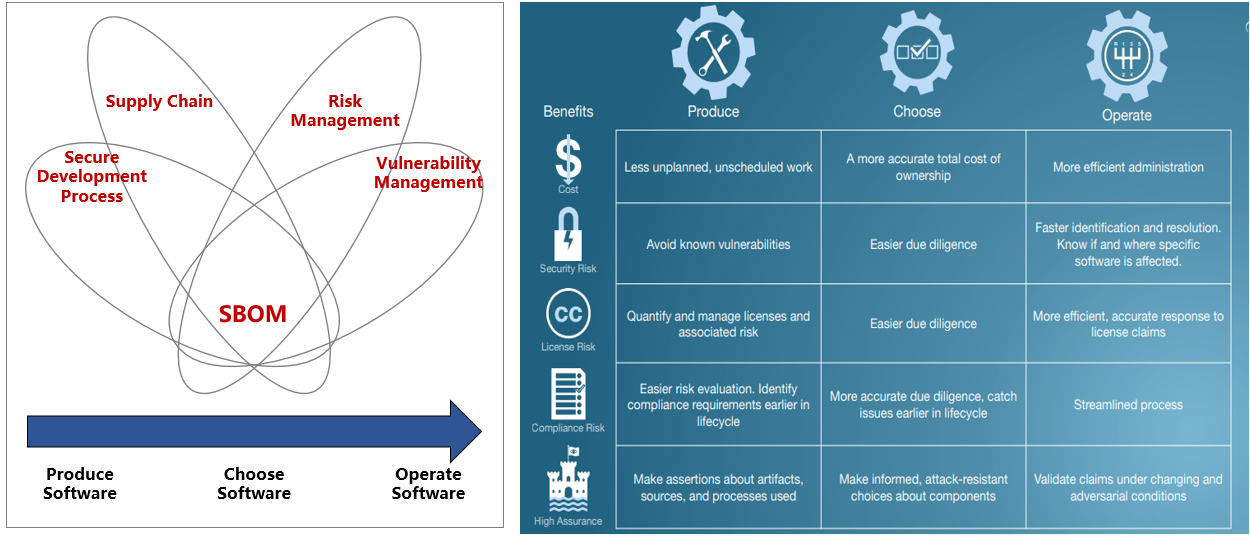 Supply Chain
Risk
Management
Secure
Development
Process
Vulnerability
Management
SBOM
Produce
Software
Choose
Software
Operate
Software
Benefits
Produce
Choose
Operate
Cost
Less unplanned, unscheduled work
A more accurate total cost of
ownership
More efficient administration
Security Risk
Avoid known vulnerabilities
Easier due diligence
Faster identification and resolution.
Know if and where specific
software is affected.
CC
License Risk
Quantify and manage licenses and
associated risk
Easier due diligence
More efficient, accurate response to
license claims
Compliance Risk
Easier risk evaluation. Identify
compliance requirements earlier in
lifecycle
More accurate due diligence, catch
issues earlier in lifecycle
Streamlined process
High Assurance
Make assertions about artifacts,
sources, and processes used
Make informed, attack-resistant
choices about components
Validate claims under changing and
adversarial conditions